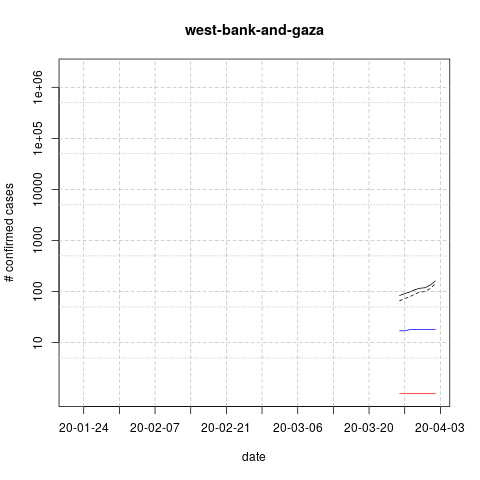 west-bank-and-gaza
# confirmed cases
1e+06
1e+05
10000
1000
100
10
20-01-24 20-02-07 20-02-21 20-03-06 20-03-20 20-04-03
date